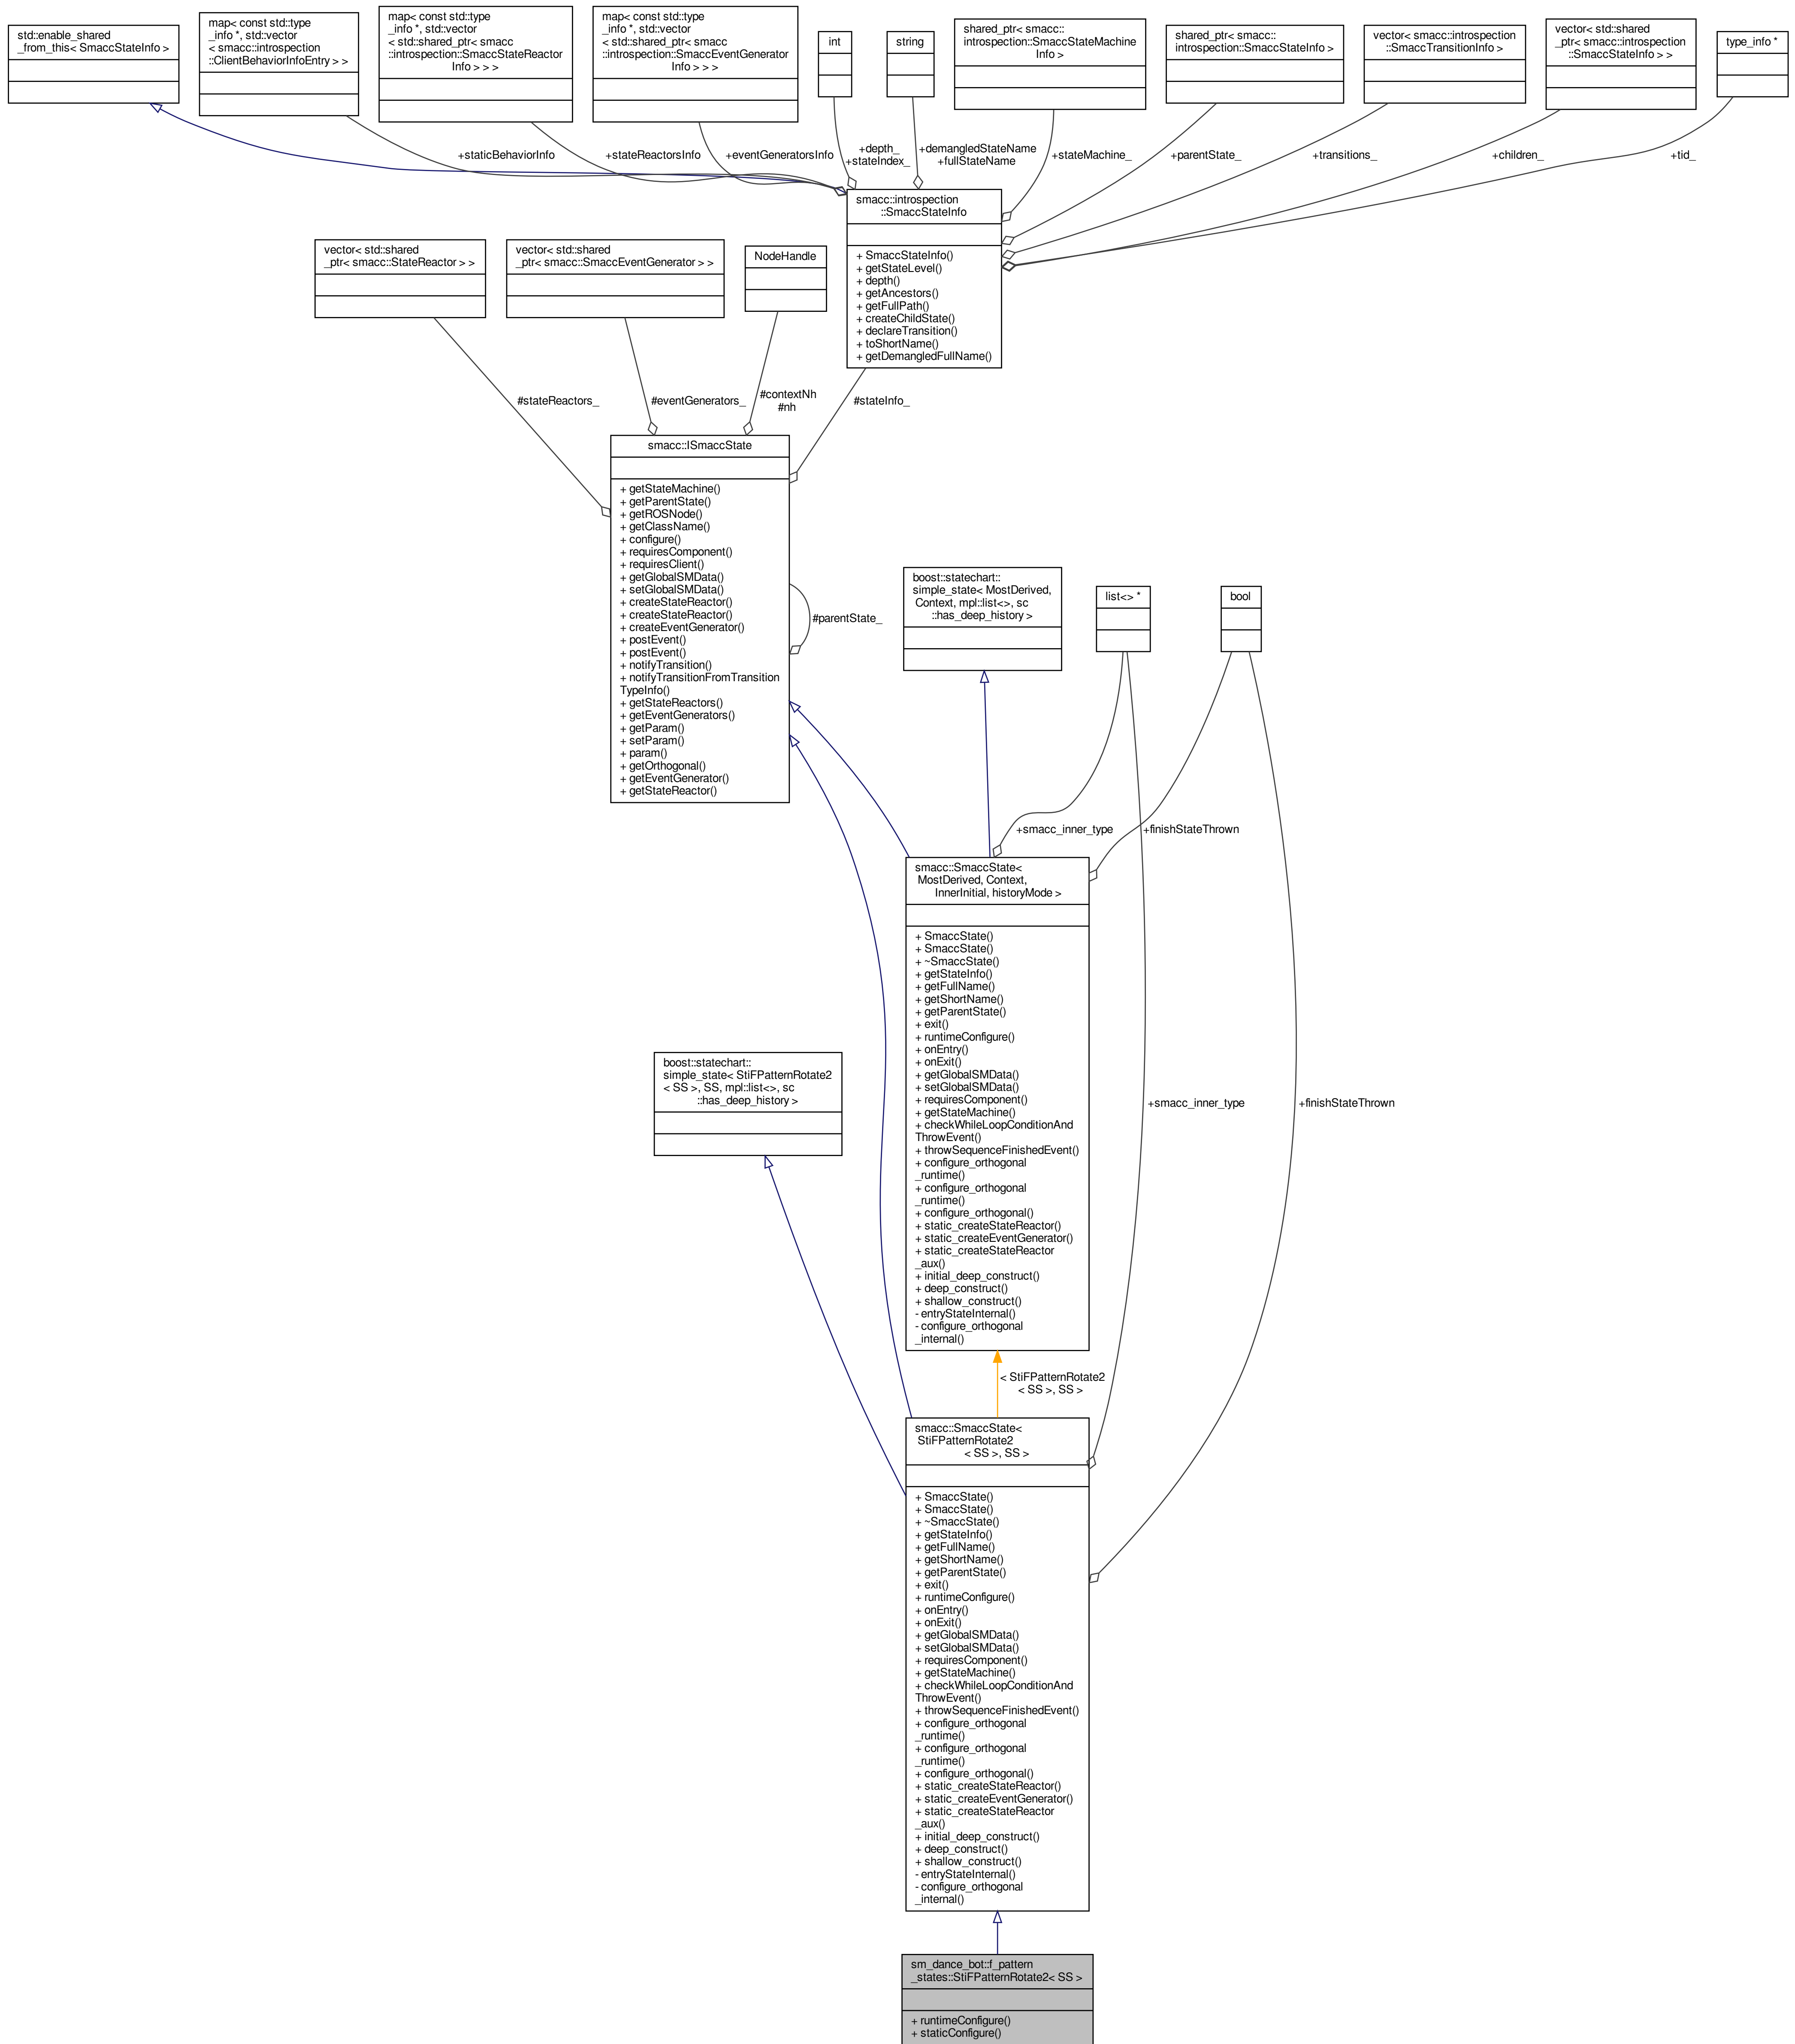 std::enable_shared
_from_this< SmaccStateInfo >
map< const std::type
_info *, std::vector
< smacc::introspection
::ClientBehaviorInfoEntry > >
map< const std::type
_info *, std::vector
< std::shared_ptr< smacc
::introspection::SmaccStateReactor
Info > > >
map< const std::type
_info *, std::vector
< std::shared_ptr< smacc
::introspection::SmaccEventGenerator
Info > > >
int
string
shared_ptr< smacc::
introspection::SmaccStateMachine
Info >
shared_ptr< smacc::
introspection::SmaccStateInfo >
vector< smacc::introspection
::SmaccTransitionInfo >
vector< std::shared
_ptr< smacc::introspection
::SmaccStateInfo > >
type_info *
+staticBehaviorInfo
+stateReactorsInfo
+eventGeneratorsInfo
+depth_
+stateIndex_
+demangledStateName
+fullStateName
+stateMachine_
+parentState_
+transitions_
+children_
+tid_
smacc::introspection
::SmaccStateInfo
+ SmaccStateInfo()
+ getStateLevel()
+ depth()
+ getAncestors()
+ getFullPath()
+ createChildState()
+ declareTransition()
+ toShortName()
+ getDemangledFullName()
vector< std::shared
_ptr< smacc::StateReactor > >
vector< std::shared
_ptr< smacc::SmaccEventGenerator > >
NodeHandle
#stateReactors_
#eventGenerators_
#contextNh
#nh
#stateInfo_
smacc::ISmaccState
+ getStateMachine()
+ getParentState()
+ getROSNode()
+ getClassName()
+ configure()
+ requiresComponent()
+ requiresClient()
+ getGlobalSMData()
+ setGlobalSMData()
+ createStateReactor()
+ createStateReactor()
+ createEventGenerator()
+ postEvent()
+ postEvent()
+ notifyTransition()
+ notifyTransitionFromTransition
TypeInfo()
+ getStateReactors()
+ getEventGenerators()
+ getParam()
+ setParam()
+ param()
+ getOrthogonal()
+ getEventGenerator()
+ getStateReactor()
#parentState_
boost::statechart::
simple_state< MostDerived,
Context, mpl::list<>, sc
::has_deep_history >
list<> *
bool
+smacc_inner_type
+finishStateThrown
smacc::SmaccState<
MostDerived, Context,
InnerInitial, historyMode >
+ SmaccState()
+ SmaccState()
+ ~SmaccState()
+ getStateInfo()
+ getFullName()
+ getShortName()
+ getParentState()
+ exit()
+ runtimeConfigure()
+ onEntry()
+ onExit()
+ getGlobalSMData()
+ setGlobalSMData()
+ requiresComponent()
+ getStateMachine()
+ checkWhileLoopConditionAnd
ThrowEvent()
+ throwSequenceFinishedEvent()
+ configure_orthogonal
_runtime()
+ configure_orthogonal
_runtime()
+ configure_orthogonal()
+ static_createStateReactor()
+ static_createEventGenerator()
+ static_createStateReactor
_aux()
+ initial_deep_construct()
+ deep_construct()
+ shallow_construct()
- entryStateInternal()
- configure_orthogonal
_internal()
boost::statechart::
simple_state< StiFPatternRotate2
< SS >, SS, mpl::list<>, sc
::has_deep_history >
+smacc_inner_type
+finishStateThrown
< StiFPatternRotate2
< SS >, SS >
smacc::SmaccState<
StiFPatternRotate2
< SS >, SS >
+ SmaccState()
+ SmaccState()
+ ~SmaccState()
+ getStateInfo()
+ getFullName()
+ getShortName()
+ getParentState()
+ exit()
+ runtimeConfigure()
+ onEntry()
+ onExit()
+ getGlobalSMData()
+ setGlobalSMData()
+ requiresComponent()
+ getStateMachine()
+ checkWhileLoopConditionAnd
ThrowEvent()
+ throwSequenceFinishedEvent()
+ configure_orthogonal
_runtime()
+ configure_orthogonal
_runtime()
+ configure_orthogonal()
+ static_createStateReactor()
+ static_createEventGenerator()
+ static_createStateReactor
_aux()
+ initial_deep_construct()
+ deep_construct()
+ shallow_construct()
- entryStateInternal()
- configure_orthogonal
_internal()
sm_dance_bot::f_pattern
_states::StiFPatternRotate2< SS >
+ runtimeConfigure()
+ staticConfigure()